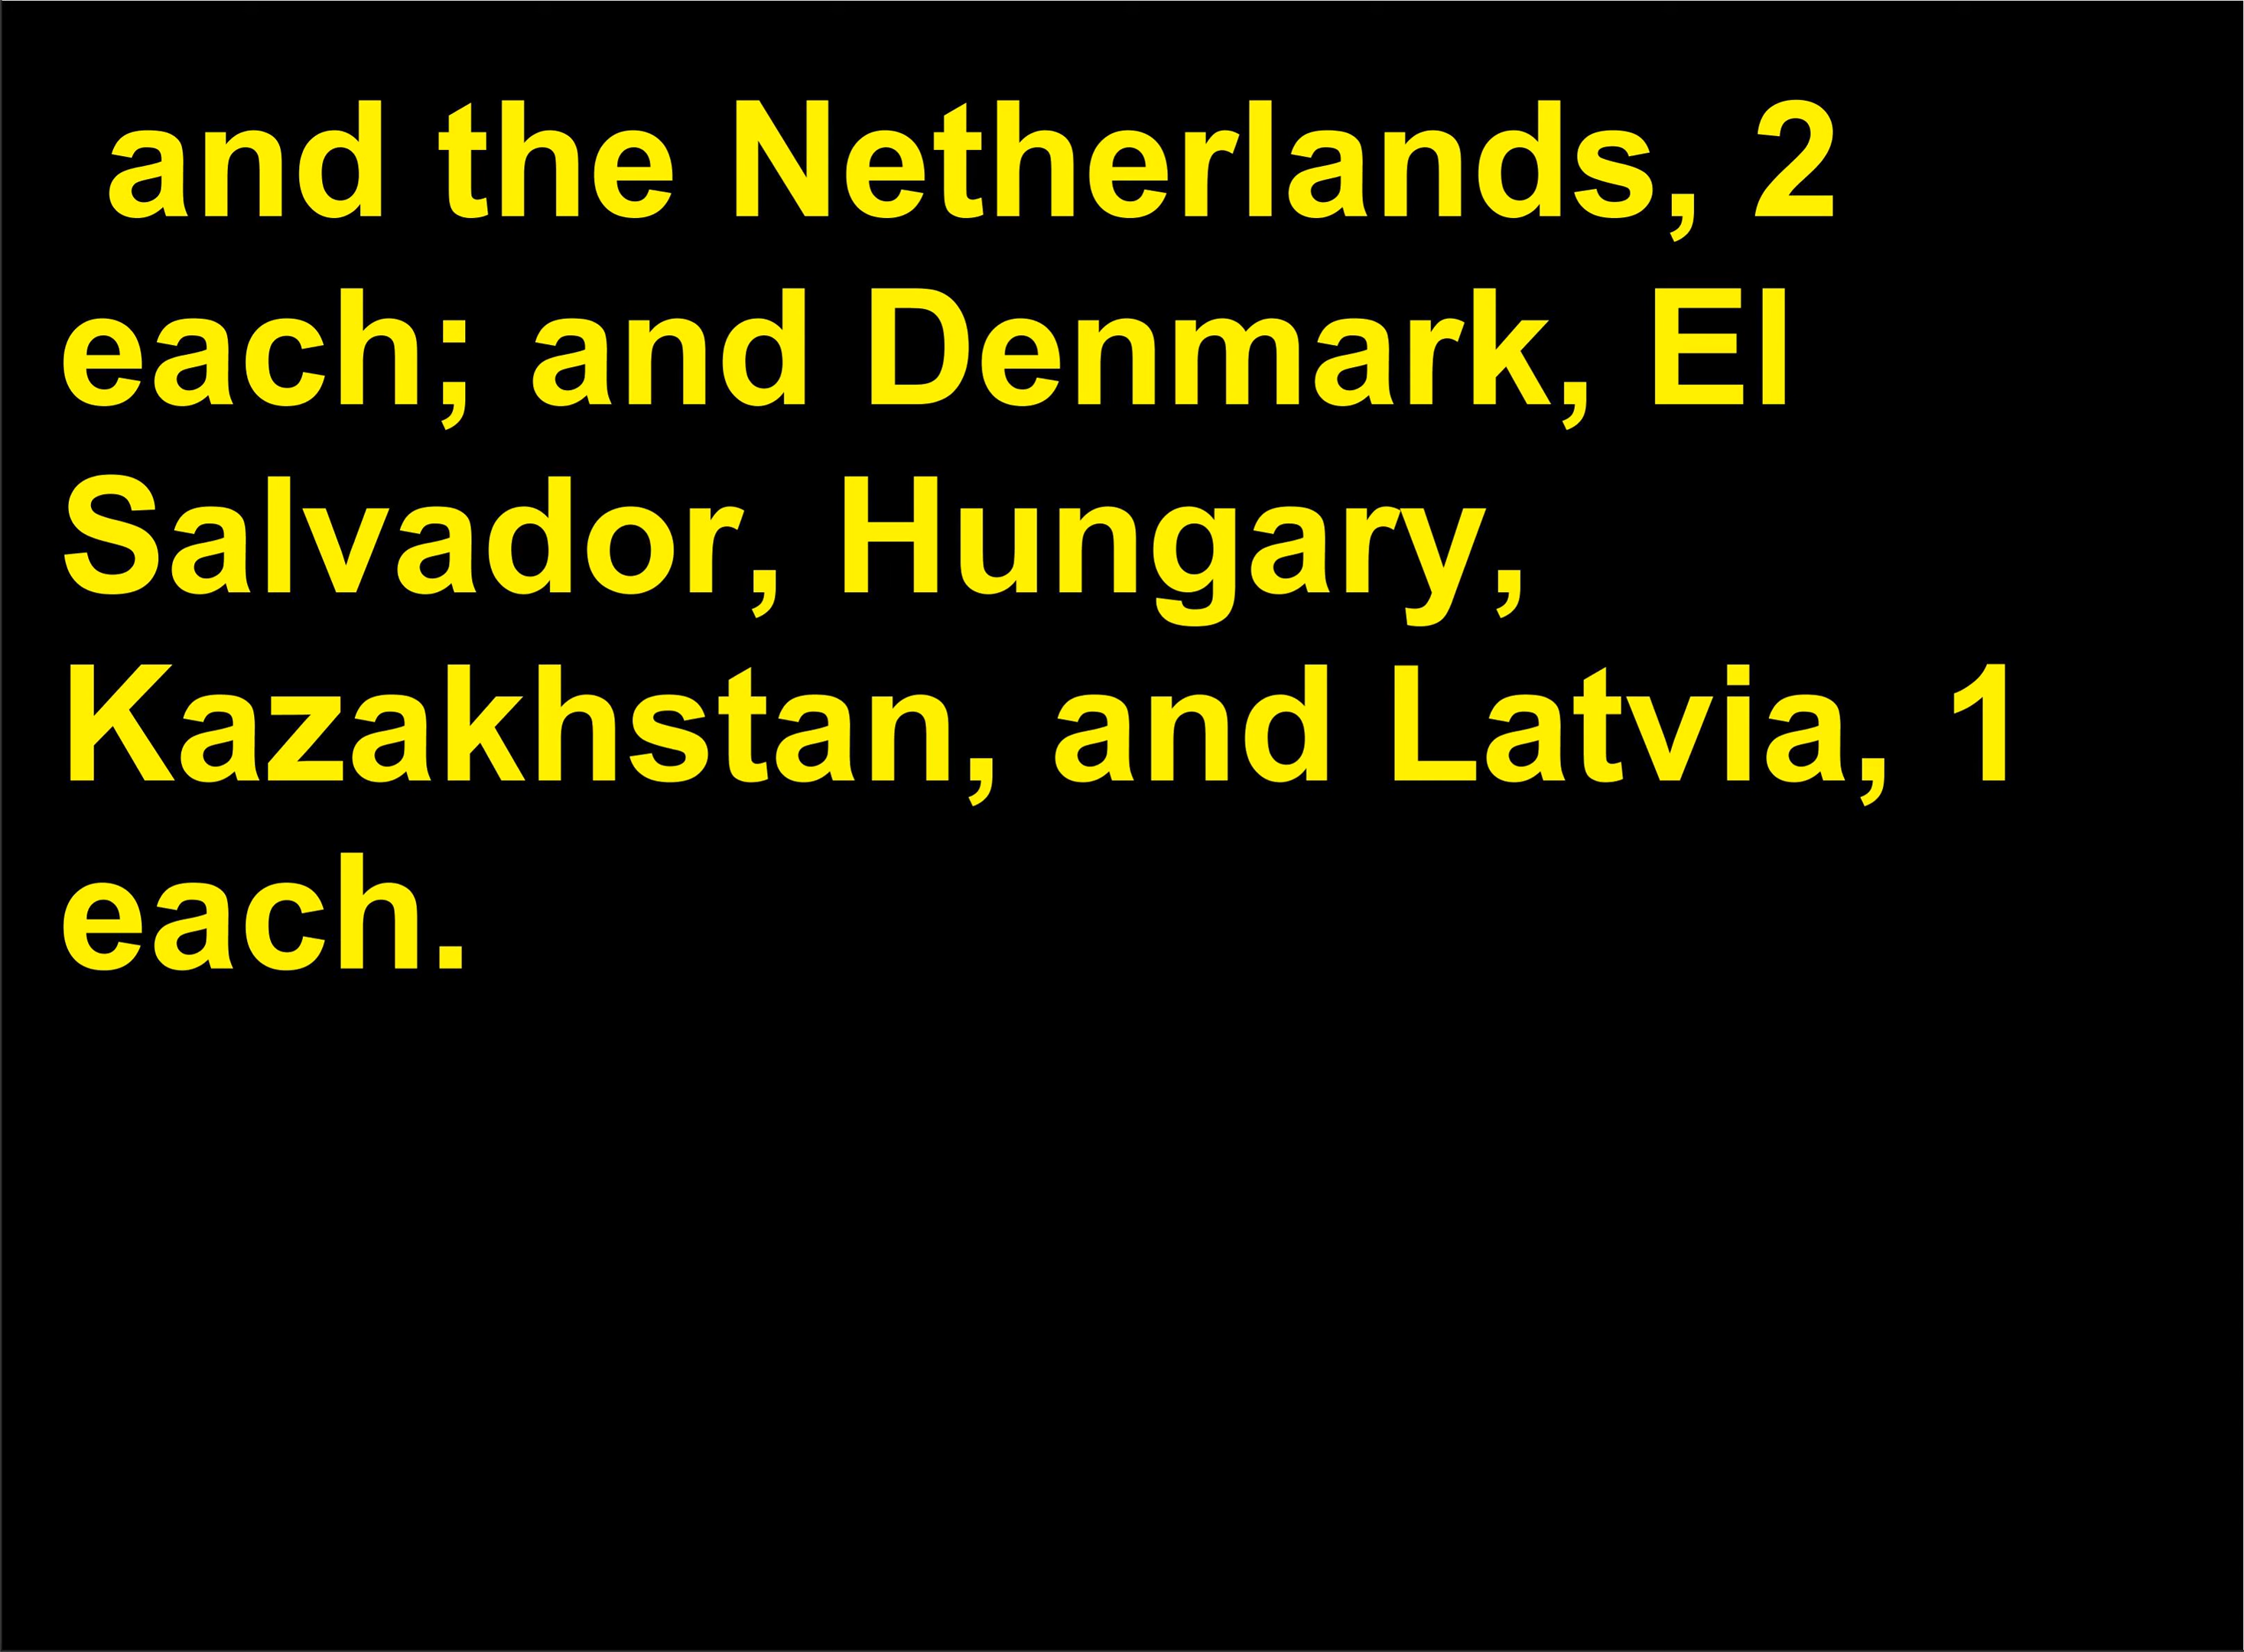 and the Netherlands, 2
each; and Denmark, El
Salvador, Hungary,
Kazakhstan, and Latvia, 1
each.